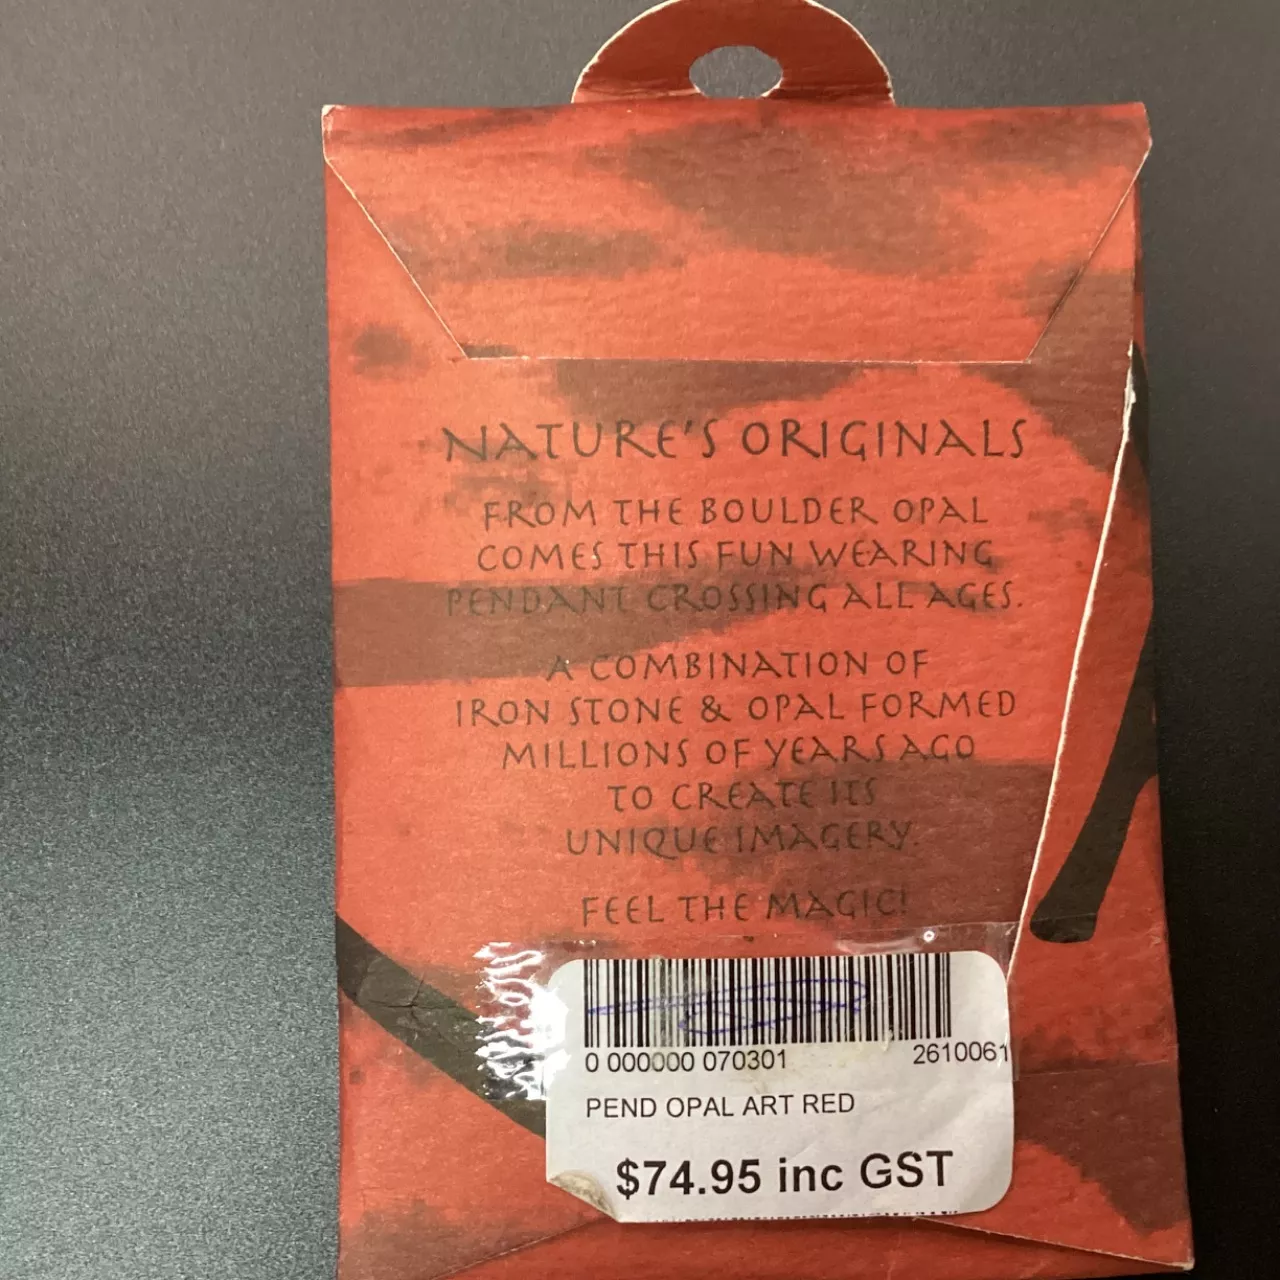 NATURE'S ORIGINALS
FROM THE BOULDER OPAL
COMES THIS FUN WEARING
PENDANT CROSSING ALL AGES.
A COMBINATION OF
IRON STONE & OPAL FORMED
MILLIONS OF YEARS AGO
TO CREATE ITS
UNIQUE IMAGERY.
FEEL THE MAGIC!
0 000000 070301 2610061
PEND OPAL ART RED
$74.95 inc GST